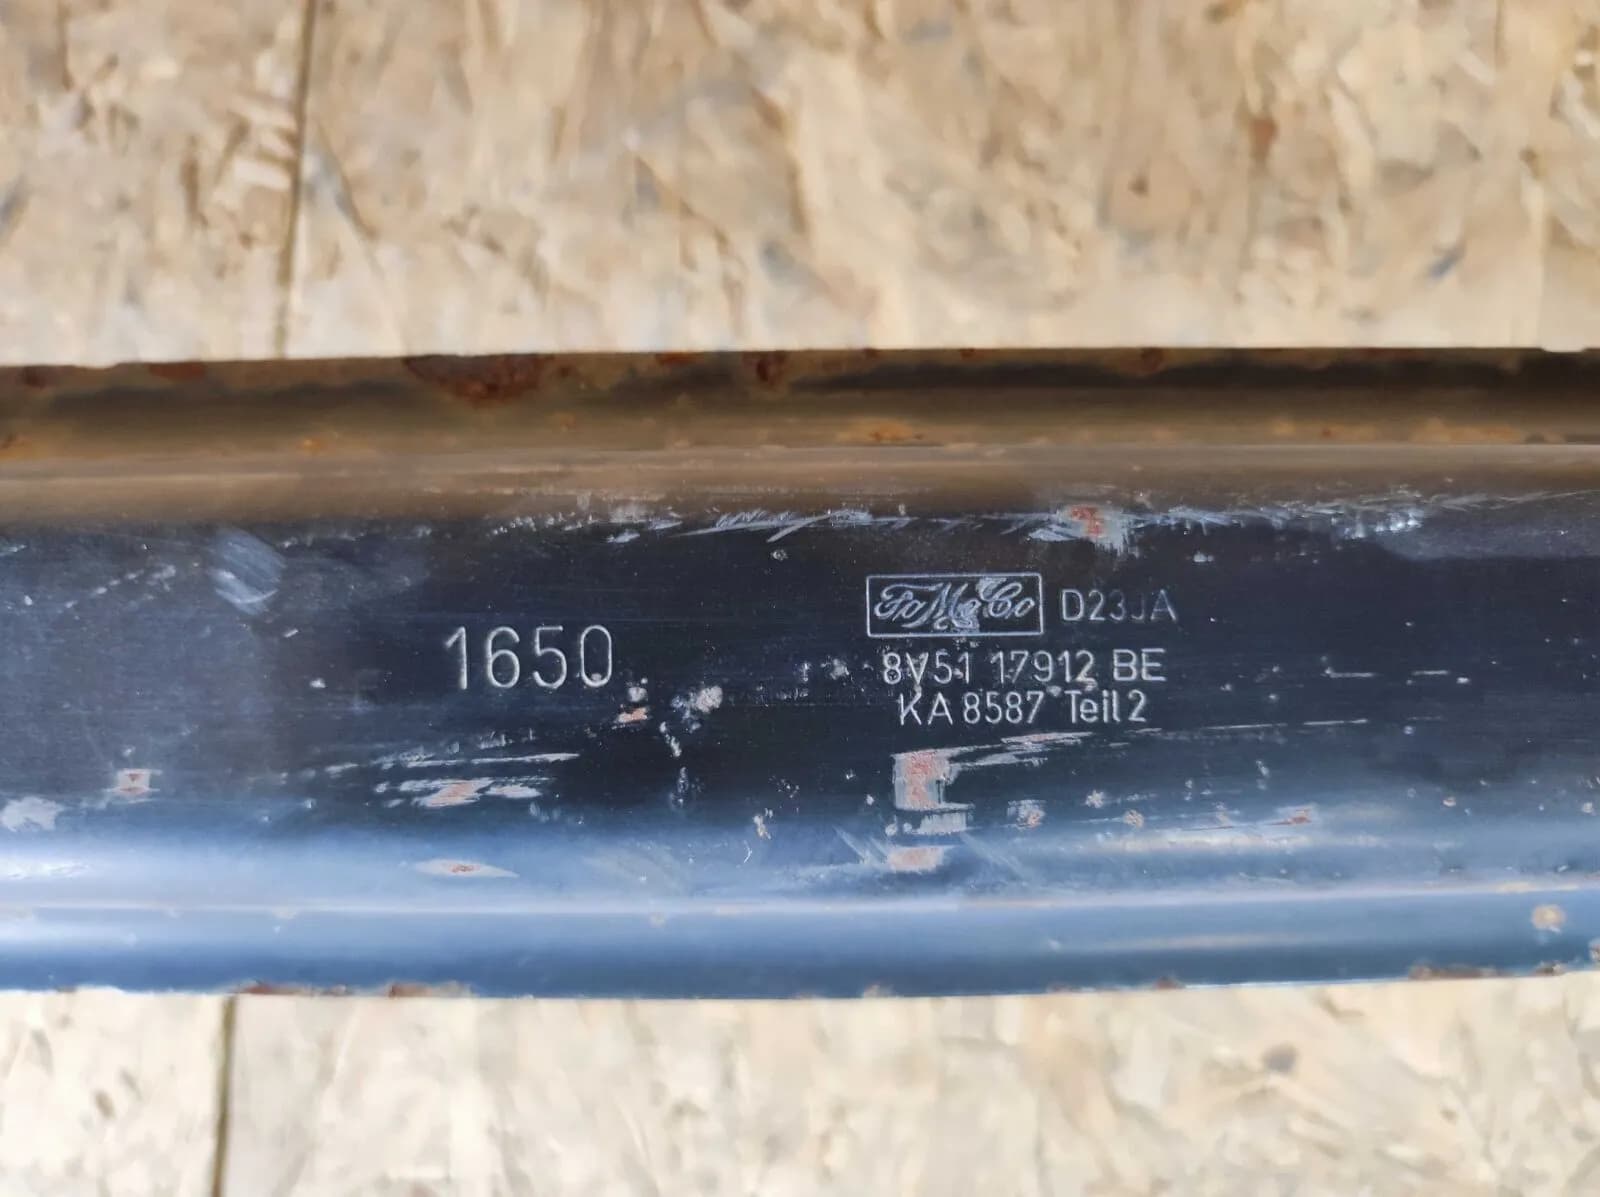 1650
FoMoCo D23JA
8V51 17912 BE
KA 8587 Teil 2